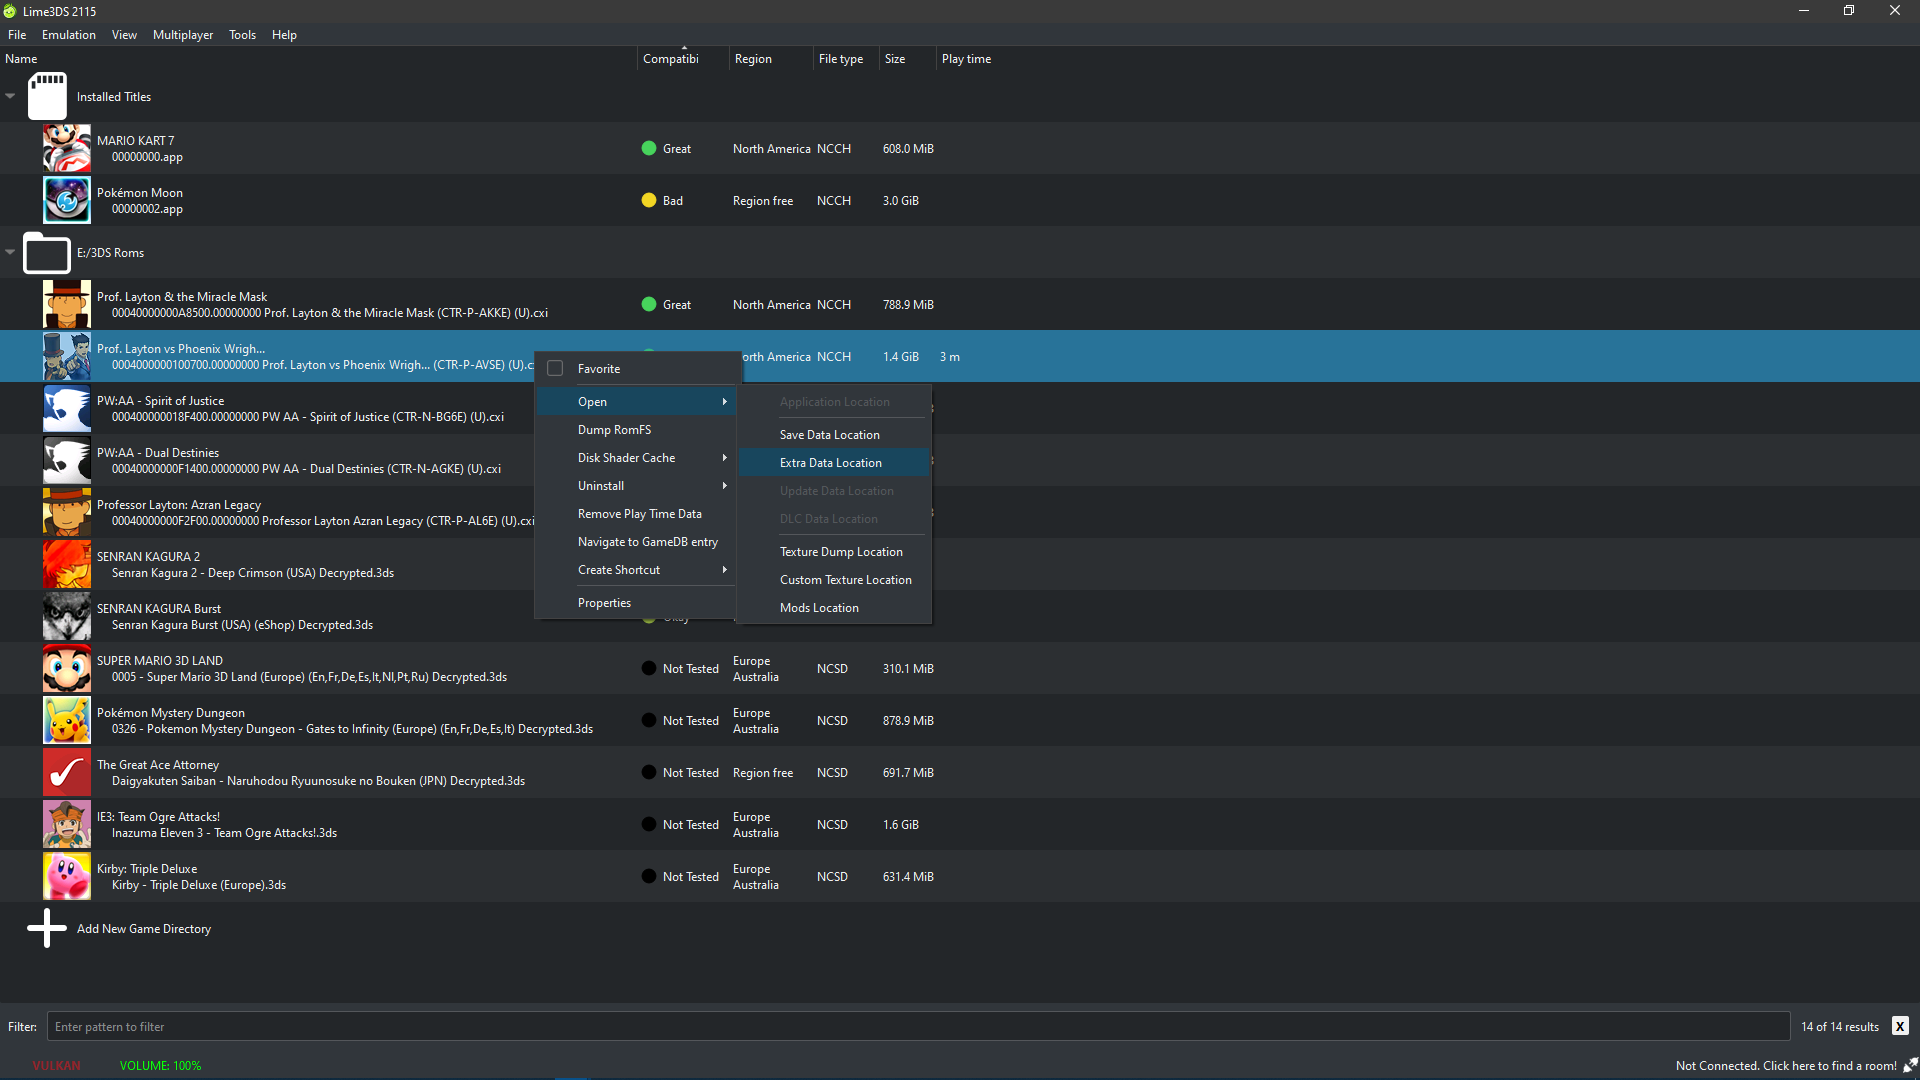 Lime3DS 2115
File Emulation View Multiplayer Tools Help
Name Compatibi Region File type Size Play time
Installed Titles
MARIO KART 7
00000000.app
Great North America NCCH 608.0 MiB
Pokémon Moon
00000002.app
Bad Region free NCCH 3.0 GiB
E:/3DS Roms
Prof. Layton & the Miracle Mask
00040000000A8500.00000000 Prof. Layton & the Miracle Mask (CTR-P-AKKE) (U).cxi
Great North America NCCH 788.9 MiB
Prof. Layton vs Phoenix Wrigh...
0004000000100700.00000000 Prof. Layton vs Phoenix Wrigh... (CTR-P-AVSE) (U).c
orth America NCCH 1.4 GiB 3 m
PW:AA - Spirit of Justice
000400000018F400.00000000 PW AA - Spirit of Justice (CTR-N-BG6E) (U).cxi
PW:AA - Dual Destinies
00040000000F1400.00000000 PW AA - Dual Destinies (CTR-N-AGKE) (U).cxi
Professor Layton: Azran Legacy
00040000000F2F00.00000000 Professor Layton Azran Legacy (CTR-P-AL6E) (U).cxi
SENRAN KAGURA 2
Senran Kagura 2 - Deep Crimson (USA) Decrypted.3ds
SENRAN KAGURA Burst
Senran Kagura Burst (USA) (eShop) Decrypted.3ds
Favorite
Open
Dump RomFS
Disk Shader Cache
Uninstall
Remove Play Time Data
Navigate to GameDB entry
Create Shortcut
Properties
Application Location
Save Data Location
Extra Data Location
Update Data Location
DLC Data Location
Texture Dump Location
Custom Texture Location
Mods Location
SUPER MARIO 3D LAND
0005 - Super Mario 3D Land (Europe) (En,Fr,De,Es,It,Nl,Pt,Ru) Decrypted.3ds
Not Tested Europe Australia NCSD 310.1 MiB
Pokémon Mystery Dungeon
0326 - Pokemon Mystery Dungeon - Gates to Infinity (Europe) (En,Fr,De,Es,It) Decrypted.3ds
Not Tested Europe Australia NCSD 878.9 MiB
The Great Ace Attorney
Daigyakuten Saiban - Naruhodou Ryuunosuke no Bouken (JPN) Decrypted.3ds
Not Tested Region free NCSD 691.7 MiB
IE3: Team Ogre Attacks!
Inazuma Eleven 3 - Team Ogre Attacks!.3ds
Not Tested Europe Australia NCSD 1.6 GiB
Kirby: Triple Deluxe
Kirby - Triple Deluxe (Europe).3ds
Not Tested Europe Australia NCSD 631.4 MiB
Add New Game Directory
Filter: Enter pattern to filter 14 of 14 results X
VULKAN VOLUME: 100% Not Connected. Click here to find a room!